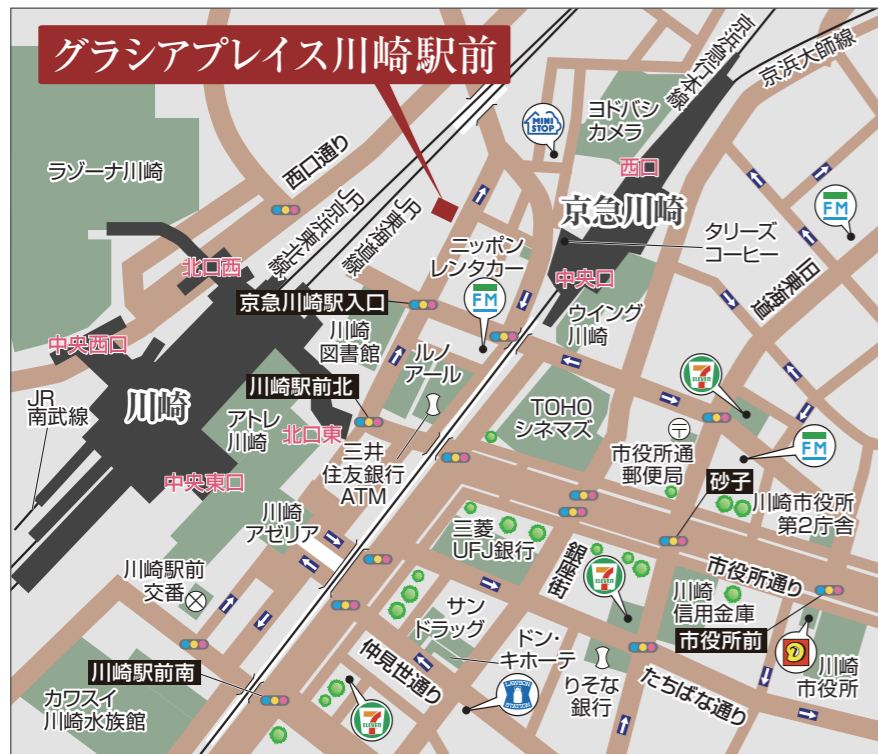 グラシアプレイス川崎駅前
京浜急行本線
京浜大師線
ヨドバシ
カメラ
MINI
STOP
西口
ラゾーナ川崎
西口通り
JR
京浜東北線
JR
東海道線
京急川崎
タリーズ
コーヒー
FM
旧東海道
ニッポン
レンタカー
中央口
北口西
京急川崎駅入口
FM
ウイング
川崎
川崎
図書館
ルノ
アール
中央西口
川崎駅前北
7
ELEVEN
JR
南武線
川崎
アトレ
川崎
北口東
TOHO
シネマズ
〒
市役所通
郵便局
FM
三井
住友銀行
ATM
中央東口
砂子
川崎市役所
第2庁舎
川崎
アゼリア
三菱
UFJ銀行
銀座街
市役所通り
川崎駅前
交番
7
ELEVEN
川崎
信用金庫
サン
ドラッグ
市役所前
ドン・
キホーテ
仲見世通り
川崎駅前南
りそな
銀行
川崎
市役所
たちばな通り
カワスイ
川崎水族館
7
ELEVEN
LAWSON
STATION